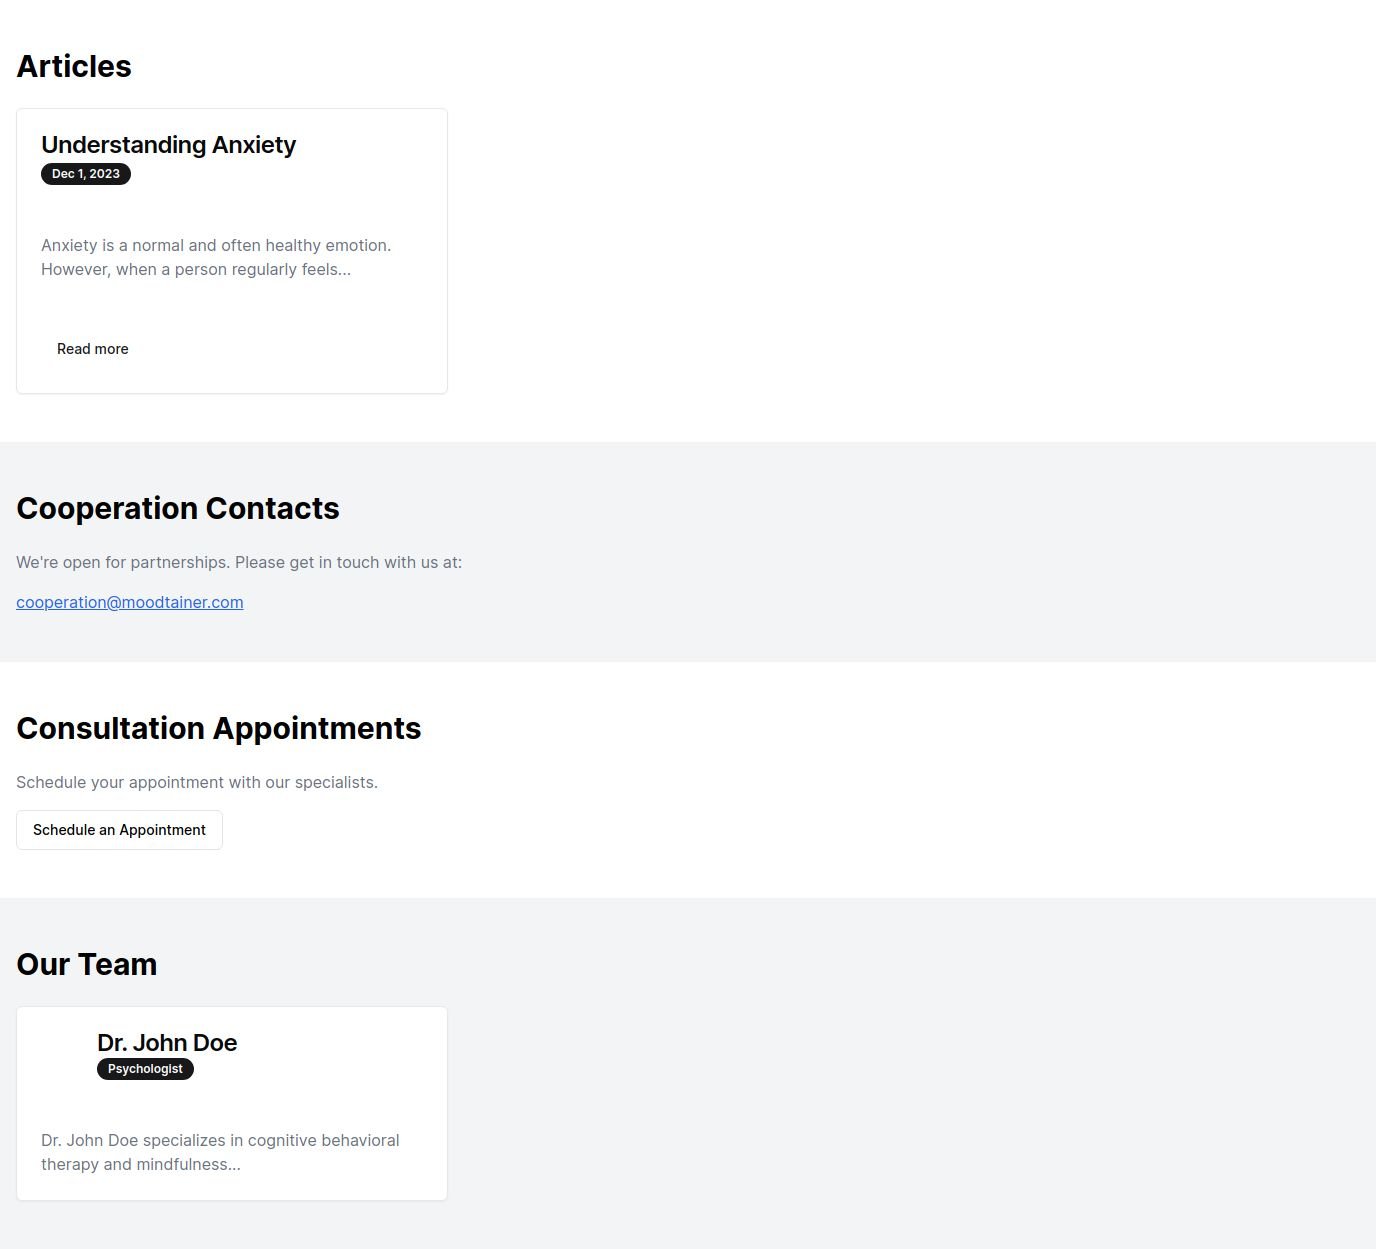 Articles
Understanding Anxiety
Dec 1, 2023
Anxiety is a normal and often healthy emotion.
However, when a person regularly feels...
Read more
Cooperation Contacts
We're open for partnerships. Please get in touch with us at:
cooperation@moodtainer.com
Consultation Appointments
Schedule your appointment with our specialists.
Schedule an Appointment
Our Team
Dr. John Doe
Psychologist
Dr. John Doe specializes in cognitive behavioral
therapy and mindfulness...